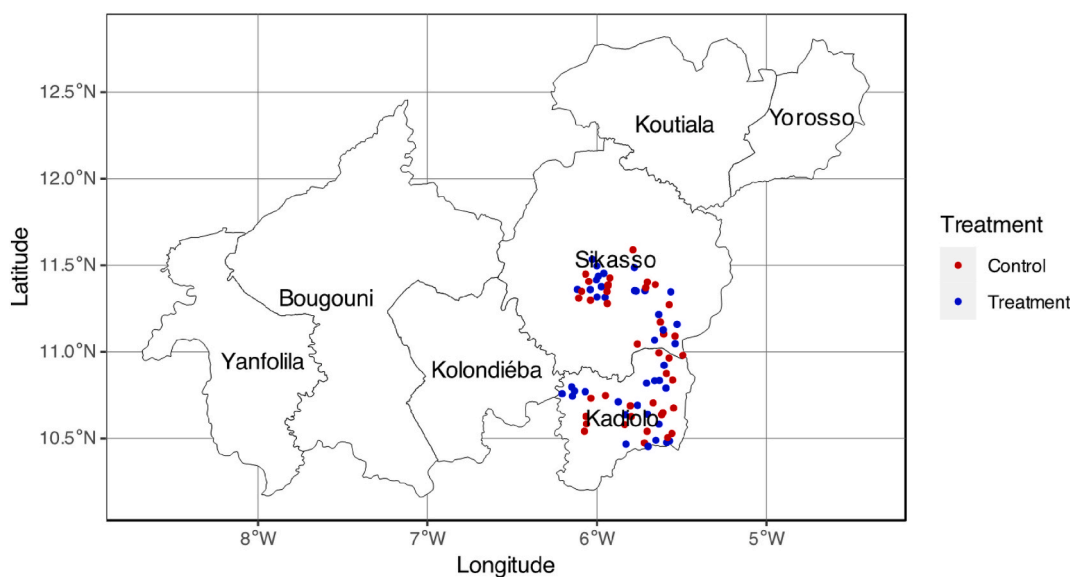 12.5°N
12.0°N
11.5°N
11.0°N
10.5°N
Latitude
Koutiala
Yorosso
Sikasso
Bougouni
Yanfolila
Kolondiéba
Kadiolo
8°W 7°W 6°W 5°W
Longitude
Treatment
Control
Treatment